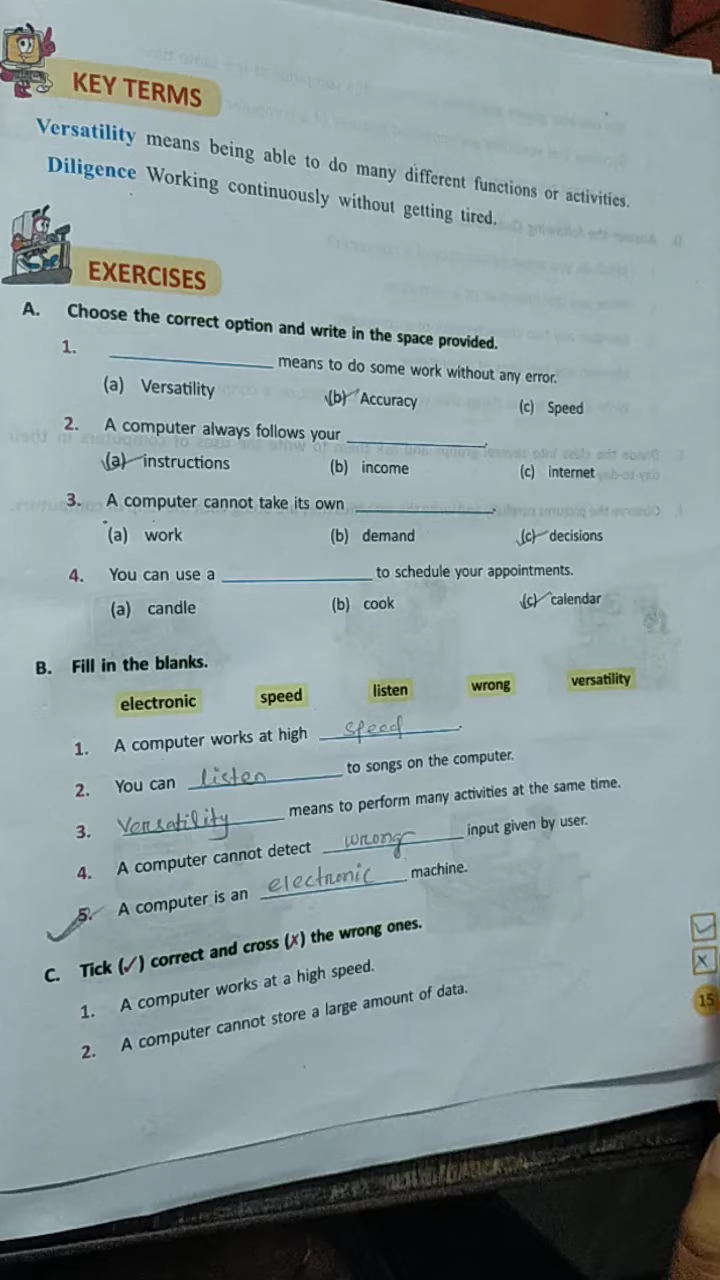 KEY TERMS
Versatility means being able to do many different functions or activities.
Diligence Working continuously without getting tired.
EXERCISES
A. Choose the correct option and write in the space provided.
1. ____________ means to do some work without any error.
(a) Versatility (b) Accuracy (c) Speed
2. A computer always follows your ____________.
(a) instructions (b) income (c) internet
3. A computer cannot take its own ____________.
(a) work (b) demand (c) decisions
4. You can use a ____________ to schedule your appointments.
(a) candle (b) cook (c) calendar
B. Fill in the blanks.
electronic speed listen wrong versatility
1. A computer works at high speed.
2. You can listen to songs on the computer.
3. Versatility means to perform many activities at the same time.
4. A computer cannot detect wrong input given by user.
5. A computer is an electronic machine.
C. Tick (✓) correct and cross (✗) the wrong ones.
1. A computer works at a high speed. ✓
2. A computer cannot store a large amount of data. ✗
15